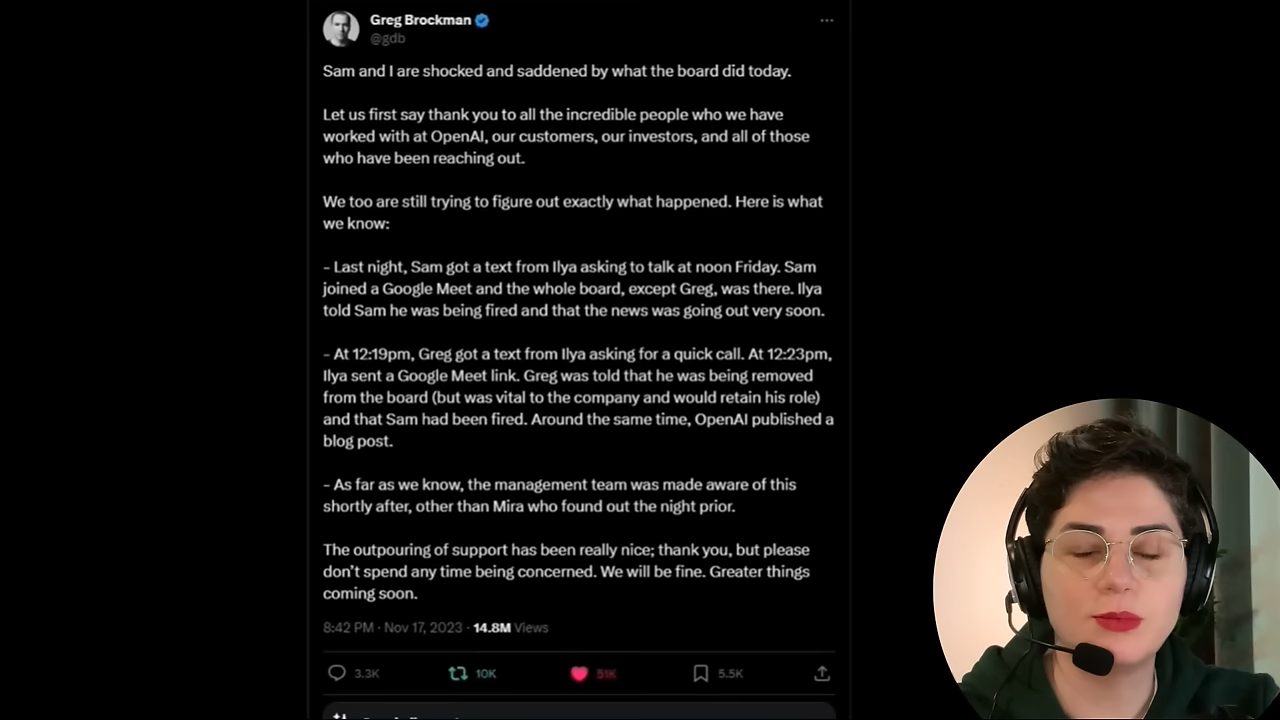 Greg Brockman
@gdb
Sam and I are shocked and saddened by what the board did today.
Let us first say thank you to all the incredible people who we have
worked with at OpenAI, our customers, our investors, and all of those
who have been reaching out.
We too are still trying to figure out exactly what happened. Here is what
we know:
- Last night, Sam got a text from Ilya asking to talk at noon Friday. Sam
joined a Google Meet and the whole board, except Greg, was there. Ilya
told Sam he was being fired and that the news was going out very soon.
- At 12:19pm, Greg got a text from Ilya asking for a quick call. At 12:23pm,
Ilya sent a Google Meet link. Greg was told that he was being removed
from the board (but was vital to the company and would retain his role)
and that Sam had been fired. Around the same time, OpenAI published a
blog post.
- As far as we know, the management team was made aware of this
shortly after, other than Mira who found out the night prior.
The outpouring of support has been really nice; thank you, but please
don't spend any time being concerned. We will be fine. Greater things
coming soon.
8:42 PM · Nov 17, 2023 · 14.8M Views
3.3K 10K 51K 5.5K